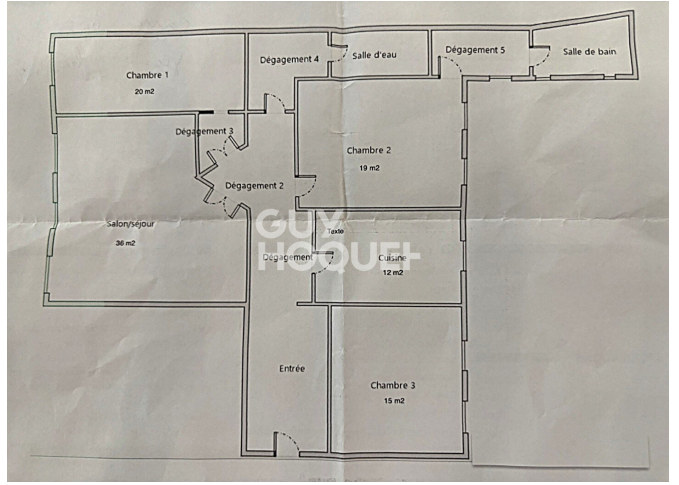 Chambre 1
20 m2
Dégagement 4
Salle d'eau
Dégagement 5
Salle de bain
Dégagement 3
Chambre 2
19 m2
Dégagement 2
Salon/séjour
36 m2
GUY
HOQUET
Texte
Dégagement
Cuisine
12 m2
Entrée
Chambre 3
15 m2